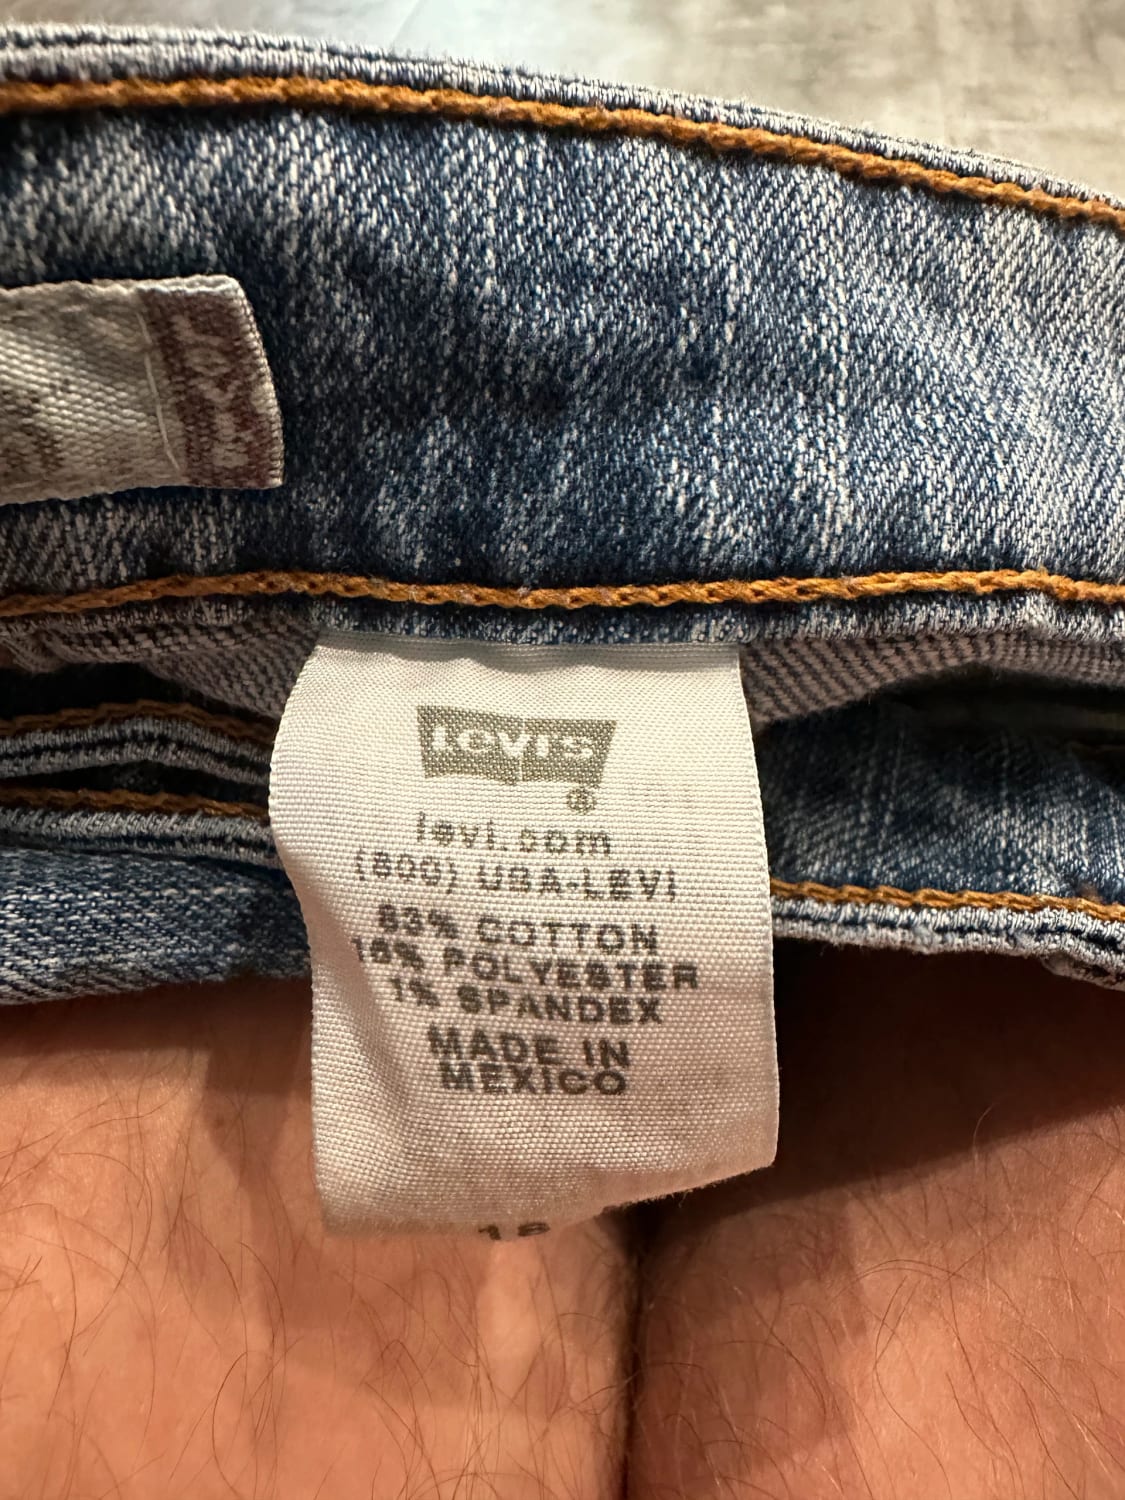 Levi's
®
levi.com
(800) USA-LEVI
83% COTTON
16% POLYESTER
1% SPANDEX
MADE IN
MEXICO